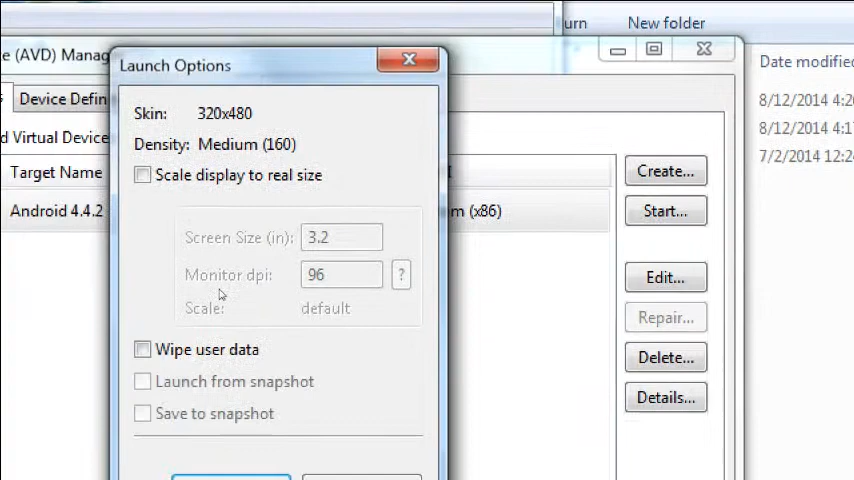 urn New folder
e (AVD) Manag
Launch Options
Date modified
Device Defin
Skin: 320x480
8/12/2014 4:2
d Virtual Device
Density: Medium (160)
8/12/2014 4:1
7/2/2014 12:2
Target Name
Scale display to real size
Create...
Android 4.4.2
m (x86)
Start...
Screen Size (in): 3.2
Monitor dpi: 96 ?
Edit...
Scale: default
Repair...
Wipe user data
Delete...
Launch from snapshot
Details...
Save to snapshot